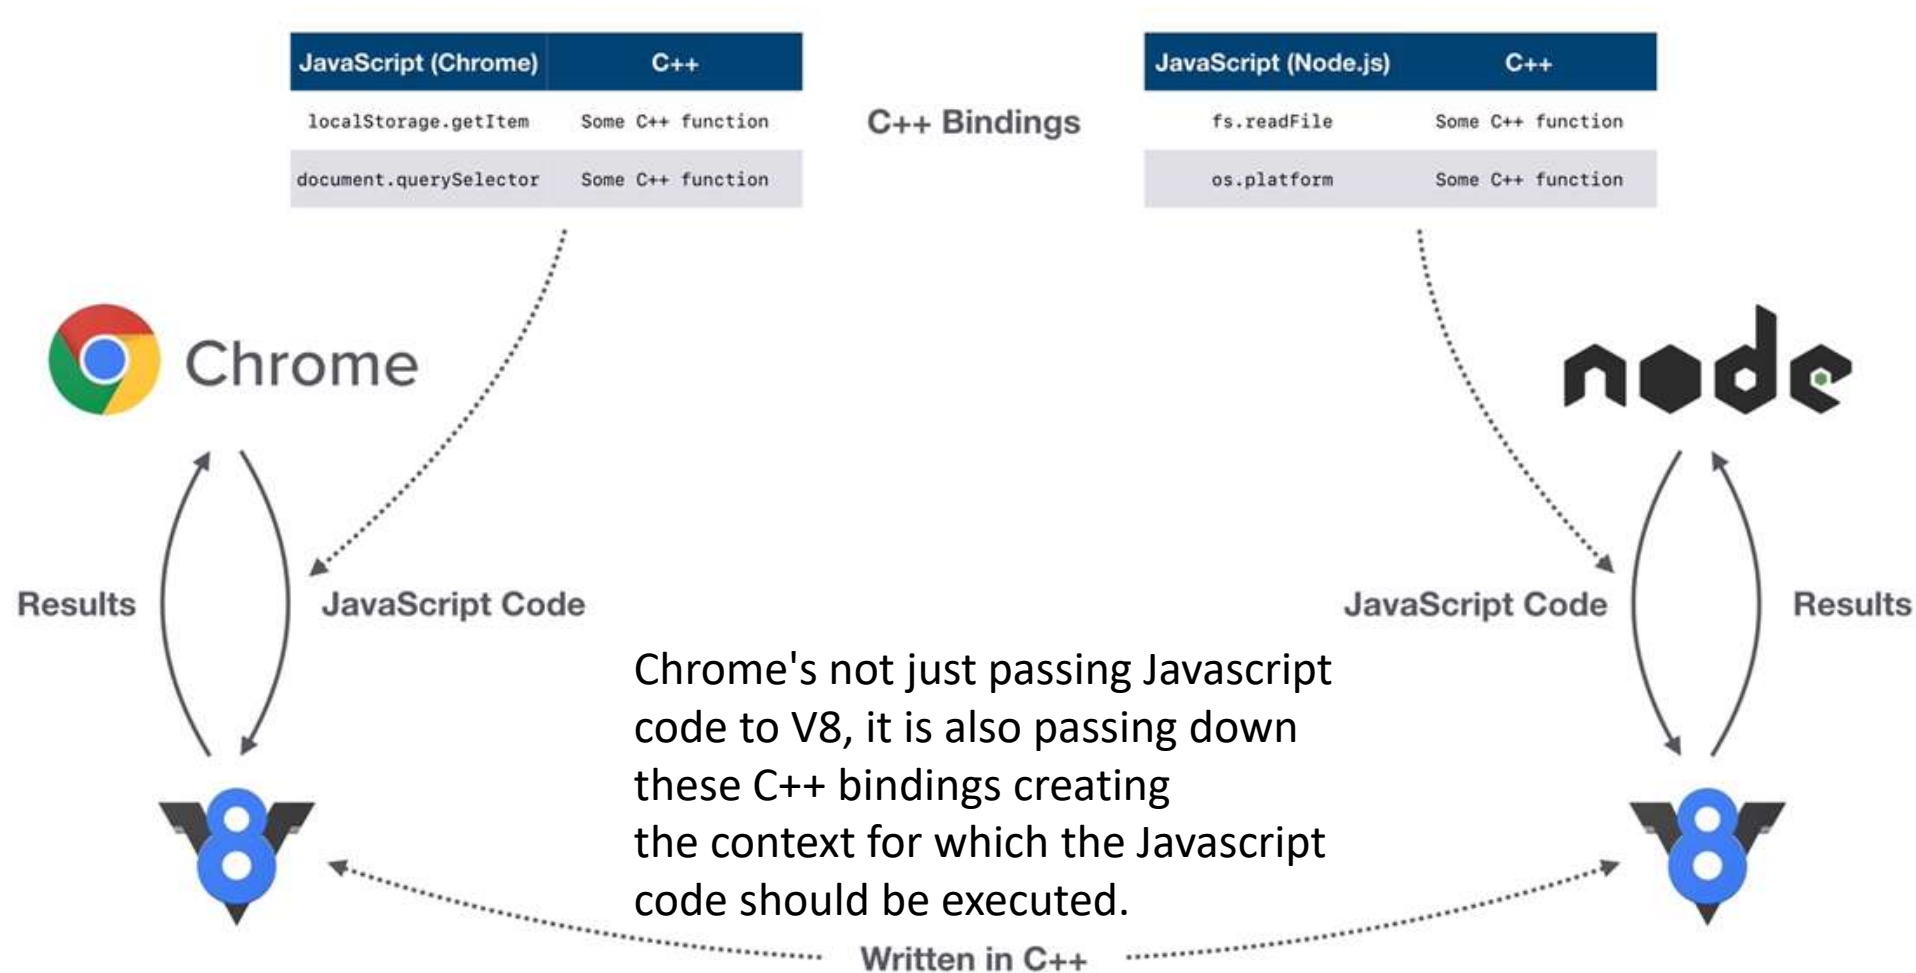 JavaScript (Chrome) C++
localStorage.getItem Some C++ function
document.querySelector Some C++ function
C++ Bindings
JavaScript (Node.js) C++
fs.readFile Some C++ function
os.platform Some C++ function
Chrome
node
Results
JavaScript Code
JavaScript Code
Results
Chrome's not just passing Javascript
code to V8, it is also passing down
these C++ bindings creating
the context for which the Javascript
code should be executed.
V8
V8
Written in C++